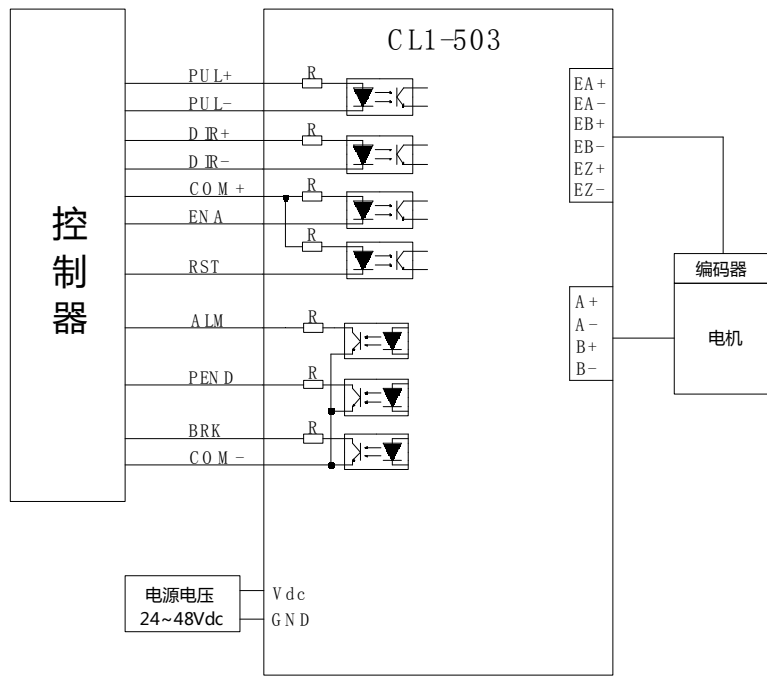 CL1-503
控制器
PUL+
R
PUL-
DIR+
R
DIR-
COM+
R
ENA
R
RST
ALM
R
PEND
R
BRK
R
COM-
EA+
EA-
EB+
EB-
EZ+
EZ-
编码器
电机
A+
A-
B+
B-
电源电压
24~48Vdc
Vdc
GND